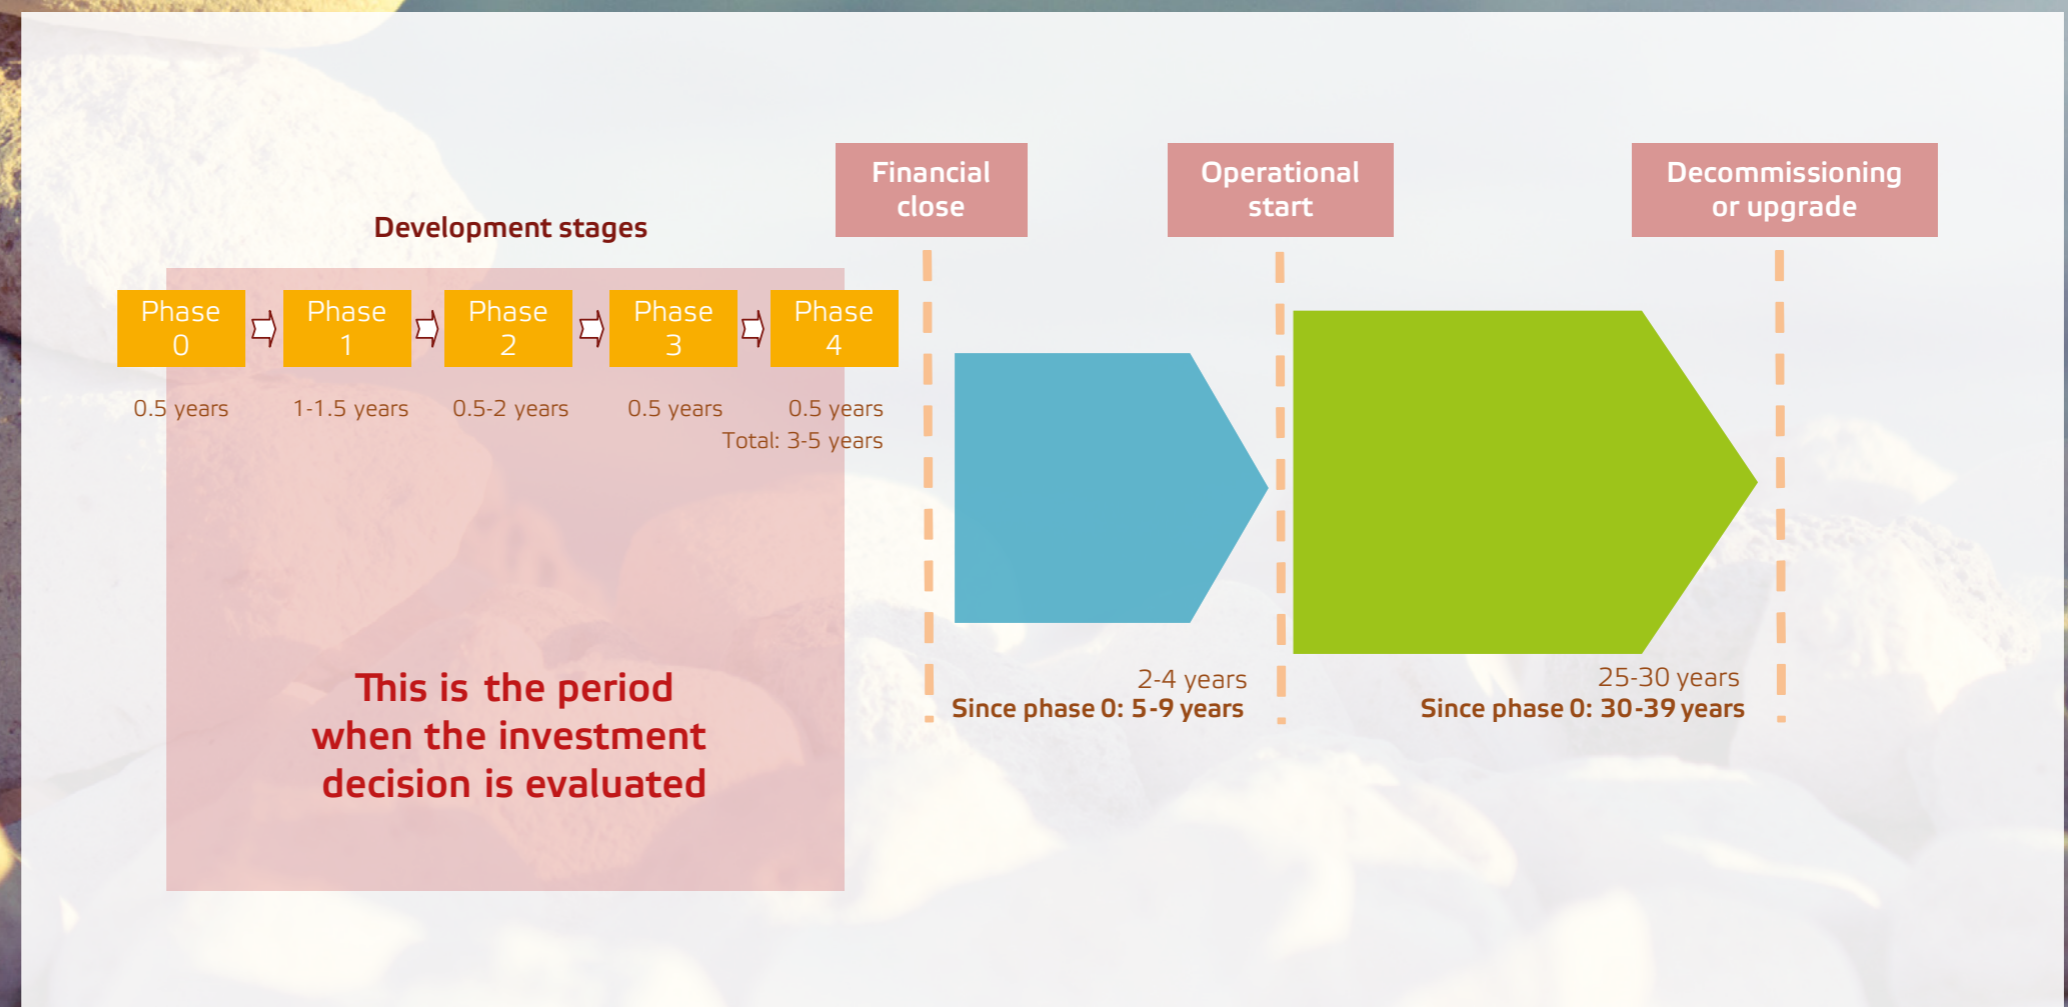 Financial
close
Operational
start
Decommissioning
or upgrade
Development stages
Phase
0
Phase
1
Phase
2
Phase
3
Phase
4
0.5 years
1-1.5 years
0.5-2 years
0.5 years
0.5 years
Total: 3-5 years
This is the period
when the investment
decision is evaluated
2-4 years
Since phase 0: 5-9 years
25-30 years
Since phase 0: 30-39 years